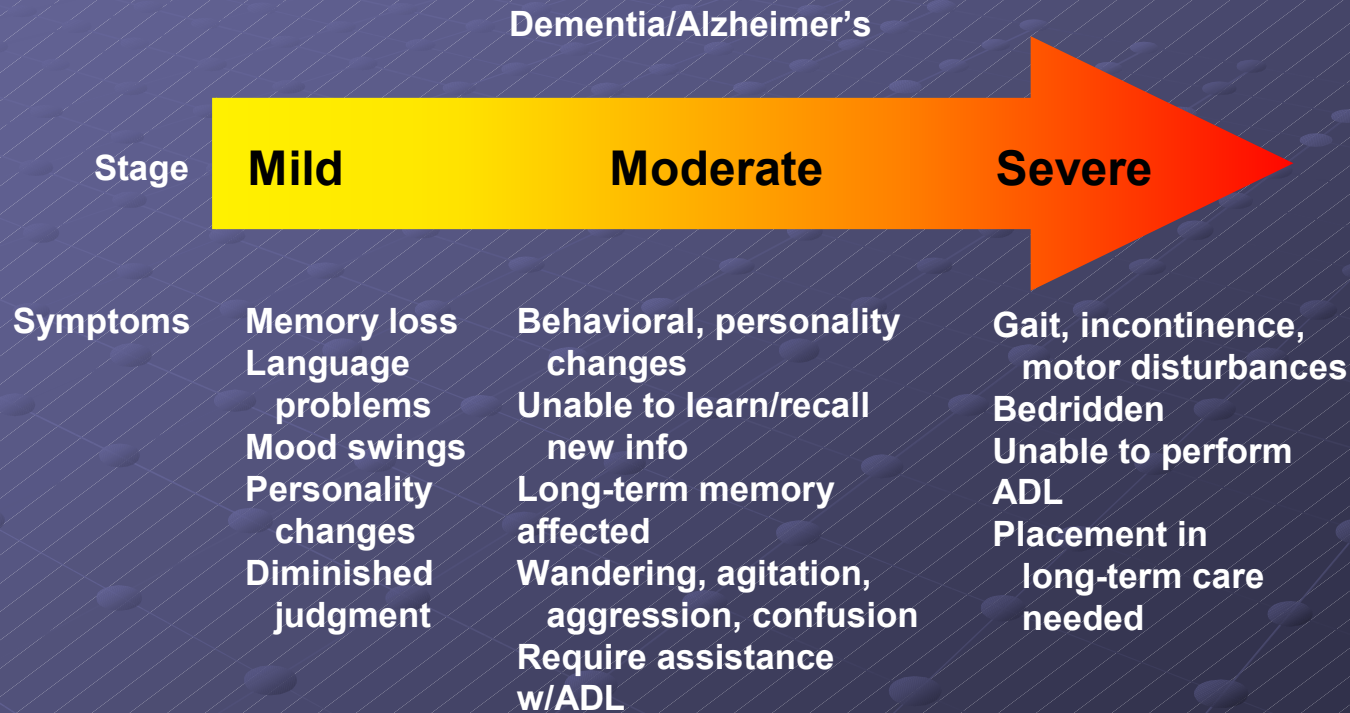 Dementia/Alzheimer’s
Stage
Mild
Moderate
Severe
Symptoms
Memory loss
Language
problems
Mood swings
Personality
changes
Diminished
judgment
Behavioral, personality
changes
Unable to learn/recall
new info
Long-term memory
affected
Wandering, agitation,
aggression, confusion
Require assistance
w/ADL
Gait, incontinence,
motor disturbances
Bedridden
Unable to perform
ADL
Placement in
long-term care
needed